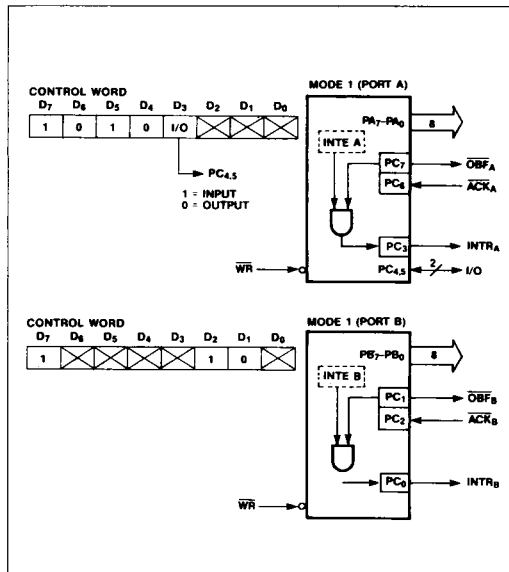 MODE 1 (PORT A)
CONTROL WORD
D7 D6 D5 D4 D3 D2 D1 D0
1 0 1 0 I/O
PC4,5
1 = INPUT
0 = OUTPUT
PA7-PA0
8
INTE A
PC7
OBFA
PC6
ACKA
PC3
INTRA
WR
PC4,5
2
I/O
MODE 1 (PORT B)
CONTROL WORD
D7 D6 D5 D4 D3 D2 D1 D0
1 1 0
PB7-PB0
8
INTE B
PC1
OBFB
PC2
ACKB
PC0
INTRB
WR